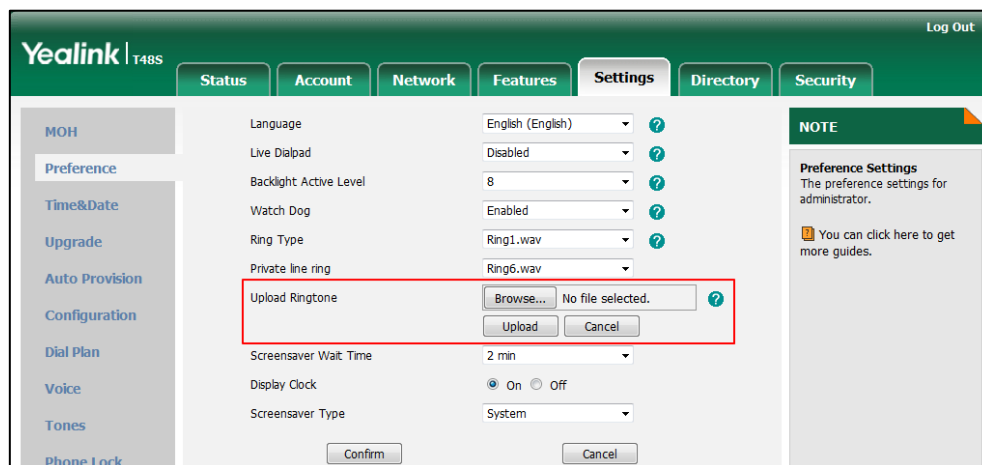 Log Out
Yealink T48S
Status Account Network Features Settings Directory Security
MOH
Preference
Time&Date
Upgrade
Auto Provision
Configuration
Dial Plan
Voice
Tones
Phone Lock
Language English (English)
Live Dialpad Disabled
Backlight Active Level 8
Watch Dog Enabled
Ring Type Ring1.wav
Private line ring Ring6.wav
Upload Ringtone Browse... No file selected.
Upload Cancel
Screensaver Wait Time 2 min
Display Clock On Off
Screensaver Type System
Confirm Cancel
NOTE
Preference Settings
The preference settings for
administrator.
You can click here to get
more guides.